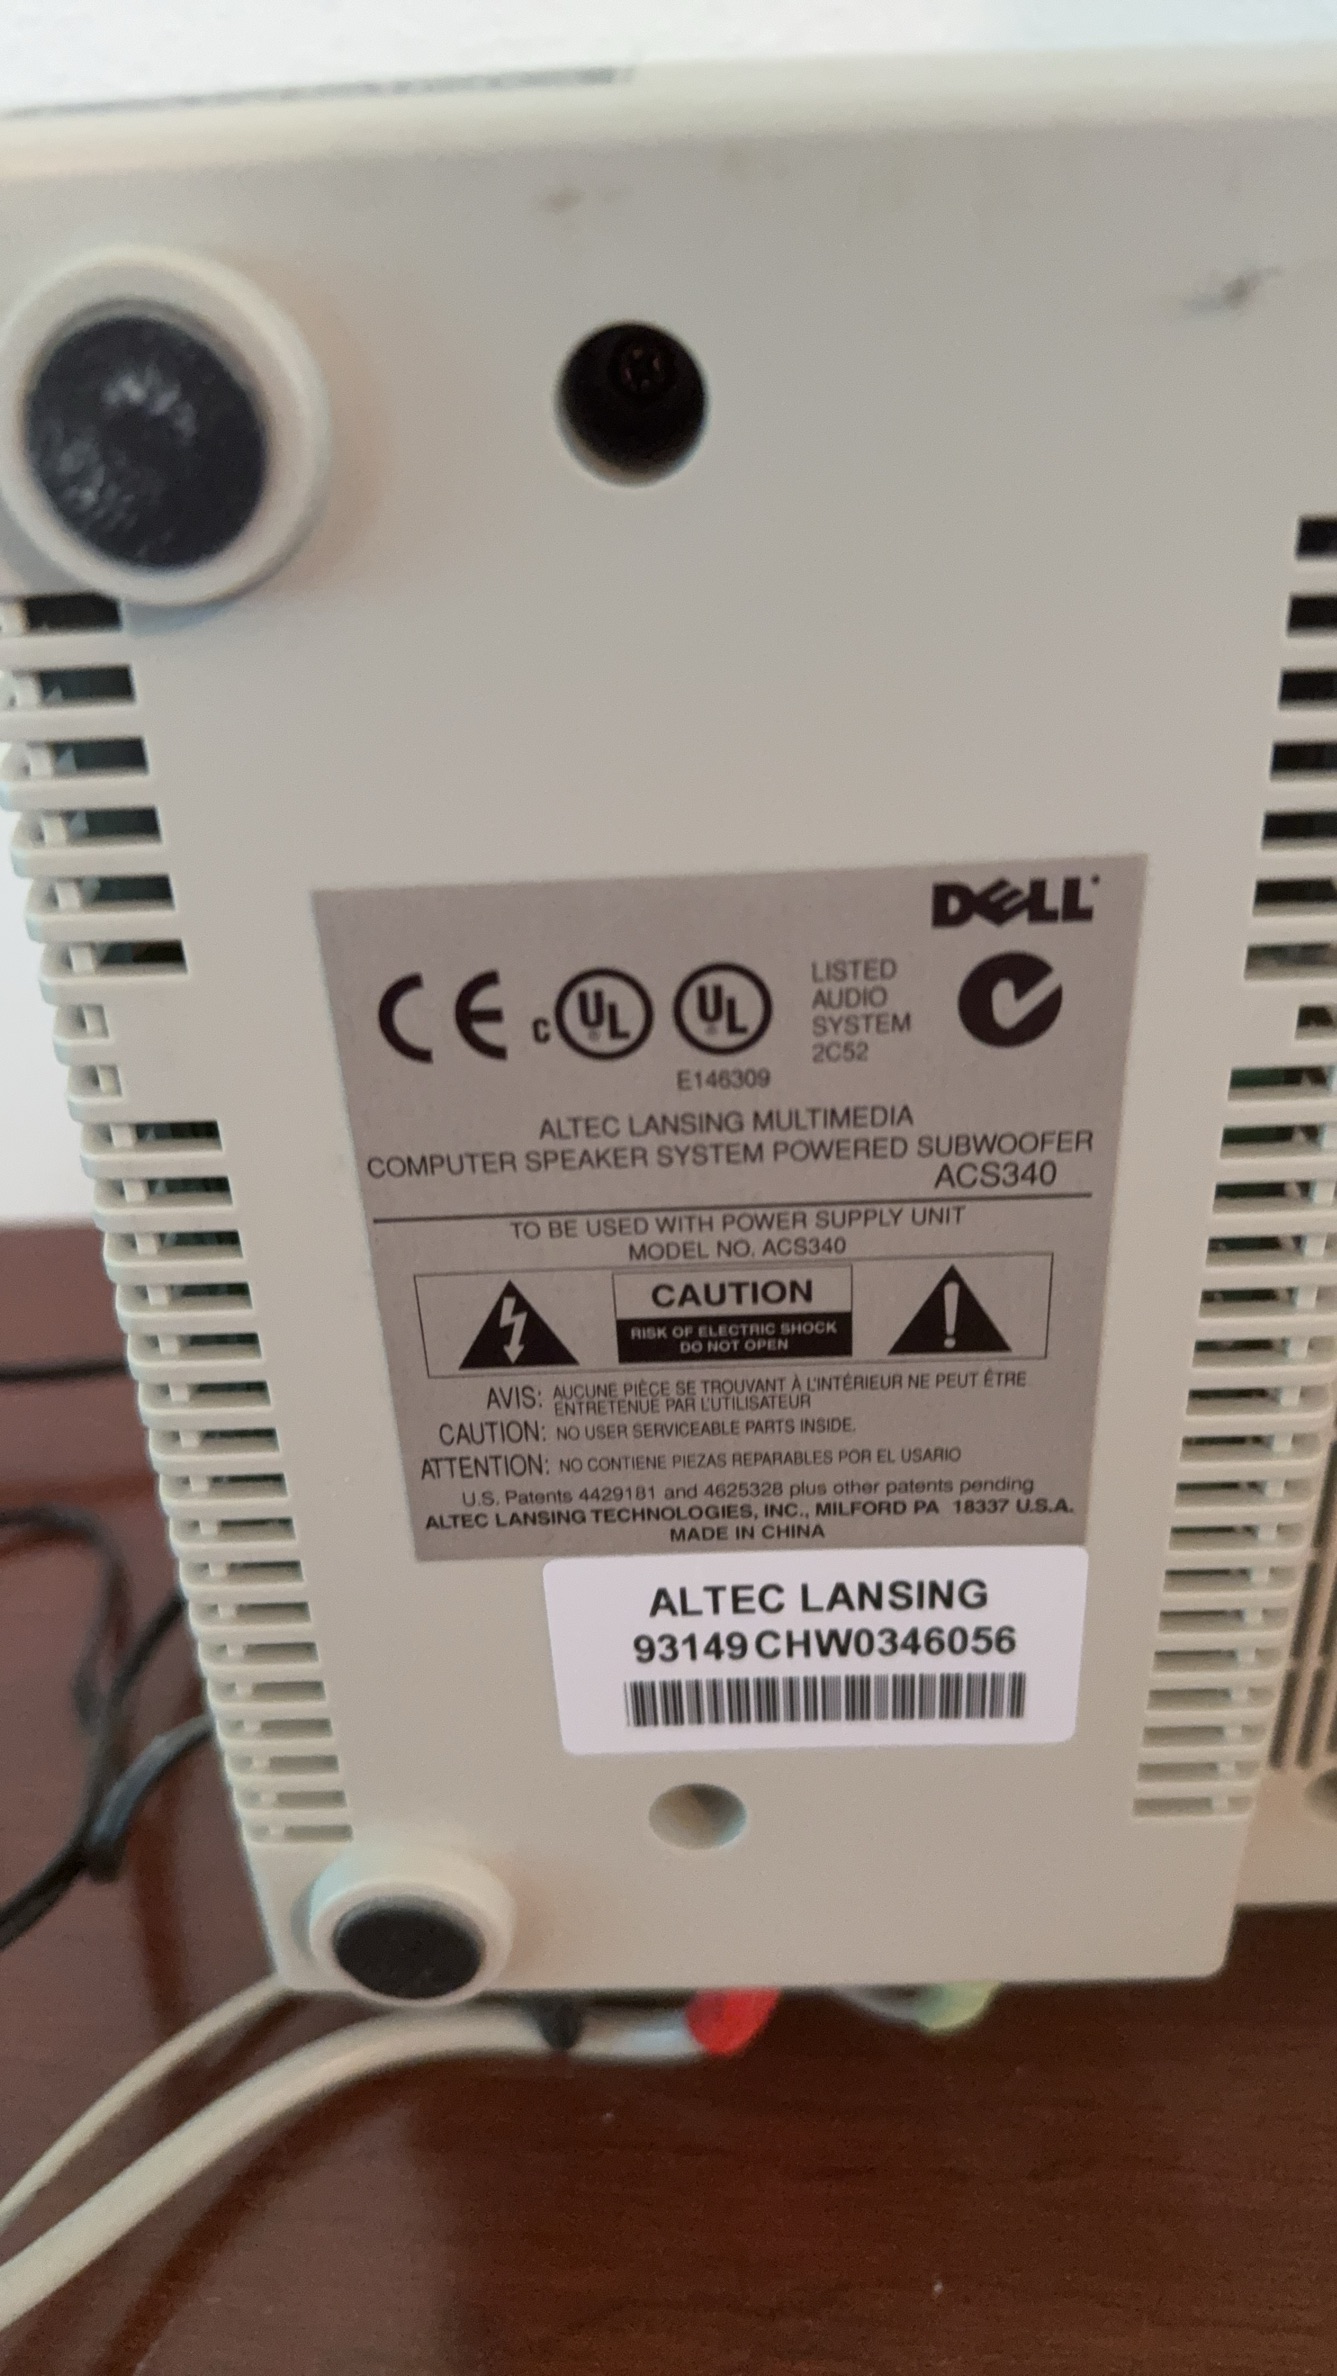 DELL
CE
c UL UL
E146309
LISTED
AUDIO
SYSTEM
2C52
ALTEC LANSING MULTIMEDIA
COMPUTER SPEAKER SYSTEM POWERED SUBWOOFER
ACS340
TO BE USED WITH POWER SUPPLY UNIT
MODEL NO. ACS340
CAUTION
RISK OF ELECTRIC SHOCK
DO NOT OPEN
AVIS: AUCUNE PIÈCE SE TROUVANT À L'INTÉRIEUR NE PEUT ÊTRE
ENTRETENUE PAR L'UTILISATEUR
CAUTION: NO USER SERVICEABLE PARTS INSIDE.
ATTENTION: NO CONTIENE PIEZAS REPARABLES POR EL USARIO
U.S. Patents 4429181 and 4625328 plus other patents pending
ALTEC LANSING TECHNOLOGIES, INC., MILFORD PA 18337 U.S.A.
MADE IN CHINA
ALTEC LANSING
93149CHW0346056